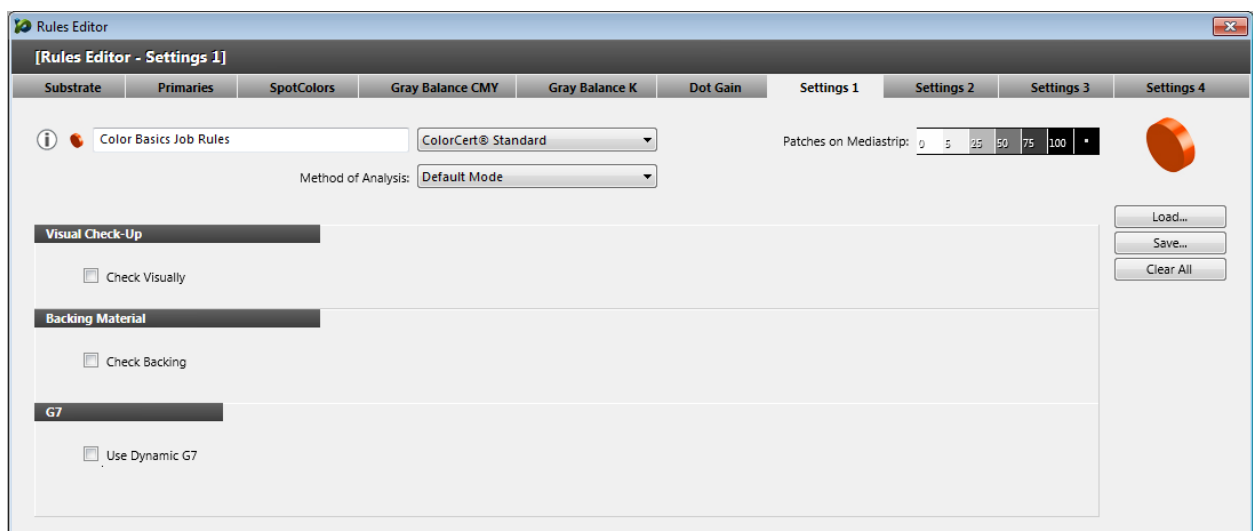 Rules Editor
[Rules Editor - Settings 1]
Substrate Primaries SpotColors Gray Balance CMY Gray Balance K Dot Gain Settings 1 Settings 2 Settings 3 Settings 4
Color Basics Job Rules ColorCert® Standard Patches on Mediastrip: 0 5 25 50 75 100 *
Method of Analysis: Default Mode
Load...
Visual Check-Up
Save...
Check Visually Clear All
Backing Material
Check Backing
G7
Use Dynamic G7